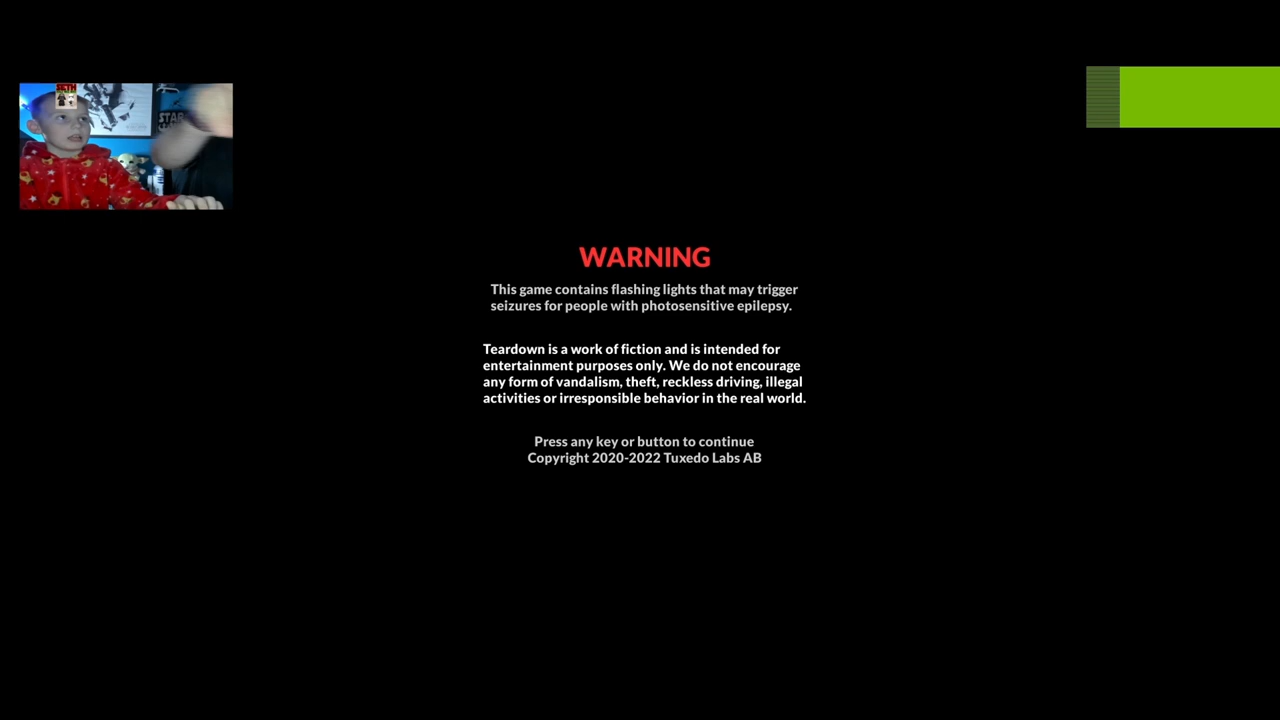 SETH
STAR
WARNING
This game contains flashing lights that may trigger
seizures for people with photosensitive epilepsy.
Teardown is a work of fiction and is intended for
entertainment purposes only. We do not encourage
any form of vandalism, theft, reckless driving, illegal
activities or irresponsible behavior in the real world.
Press any key or button to continue
Copyright 2020-2022 Tuxedo Labs AB